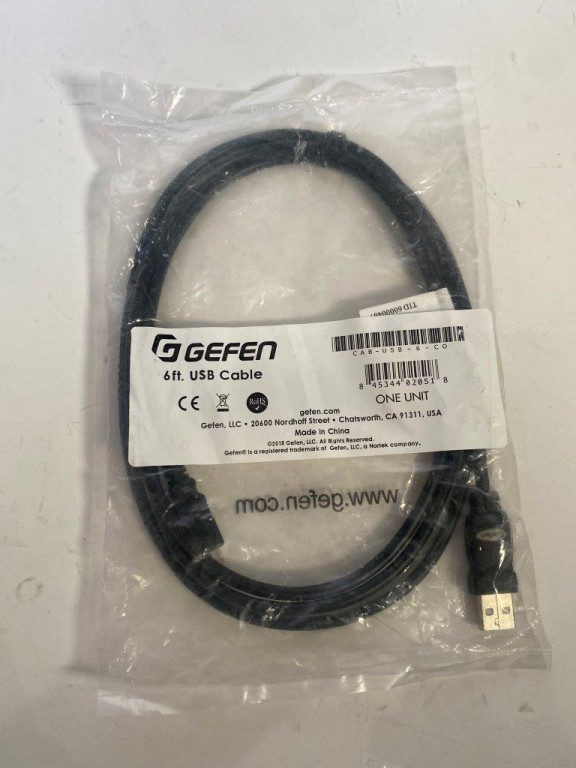 GEFEN
6ft. USB Cable
CE
RoHS
CAB-USB-6-CO
8 45344 02051 8
ONE UNIT
gefen.com
Gefen, LLC • 20600 Nordhoff Street • Chatsworth, CA 91311, USA
Made in China
©2018 Gefen, LLC. All Rights Reserved.
Gefen® is a registered trademark of Gefen, LLC, a Nortek company.
www.gefen.com